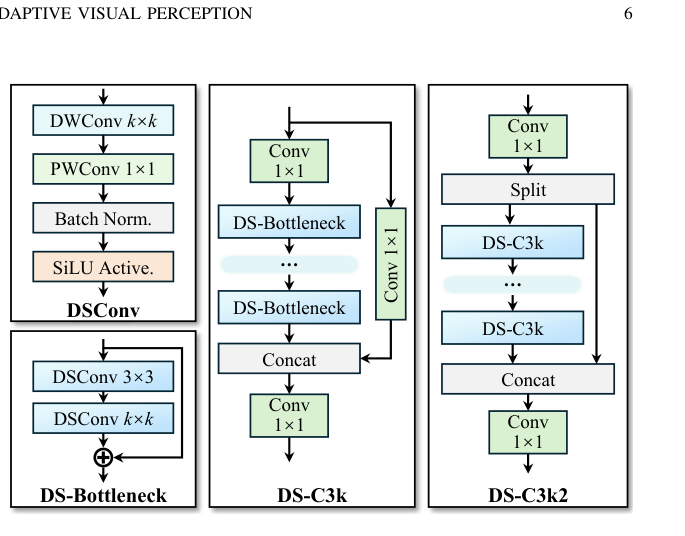 DAPTIVE VISUAL PERCEPTION 6
DWConv k×k
PWConv 1×1
Batch Norm.
SiLU Active.
DSConv
DSConv 3×3
DSConv k×k
DS-Bottleneck
Conv
1×1
DS-Bottleneck
...
DS-Bottleneck
Conv 1×1
Concat
Conv
1×1
DS-C3k
Conv
1×1
Split
DS-C3k
...
DS-C3k
Concat
Conv
1×1
DS-C3k2